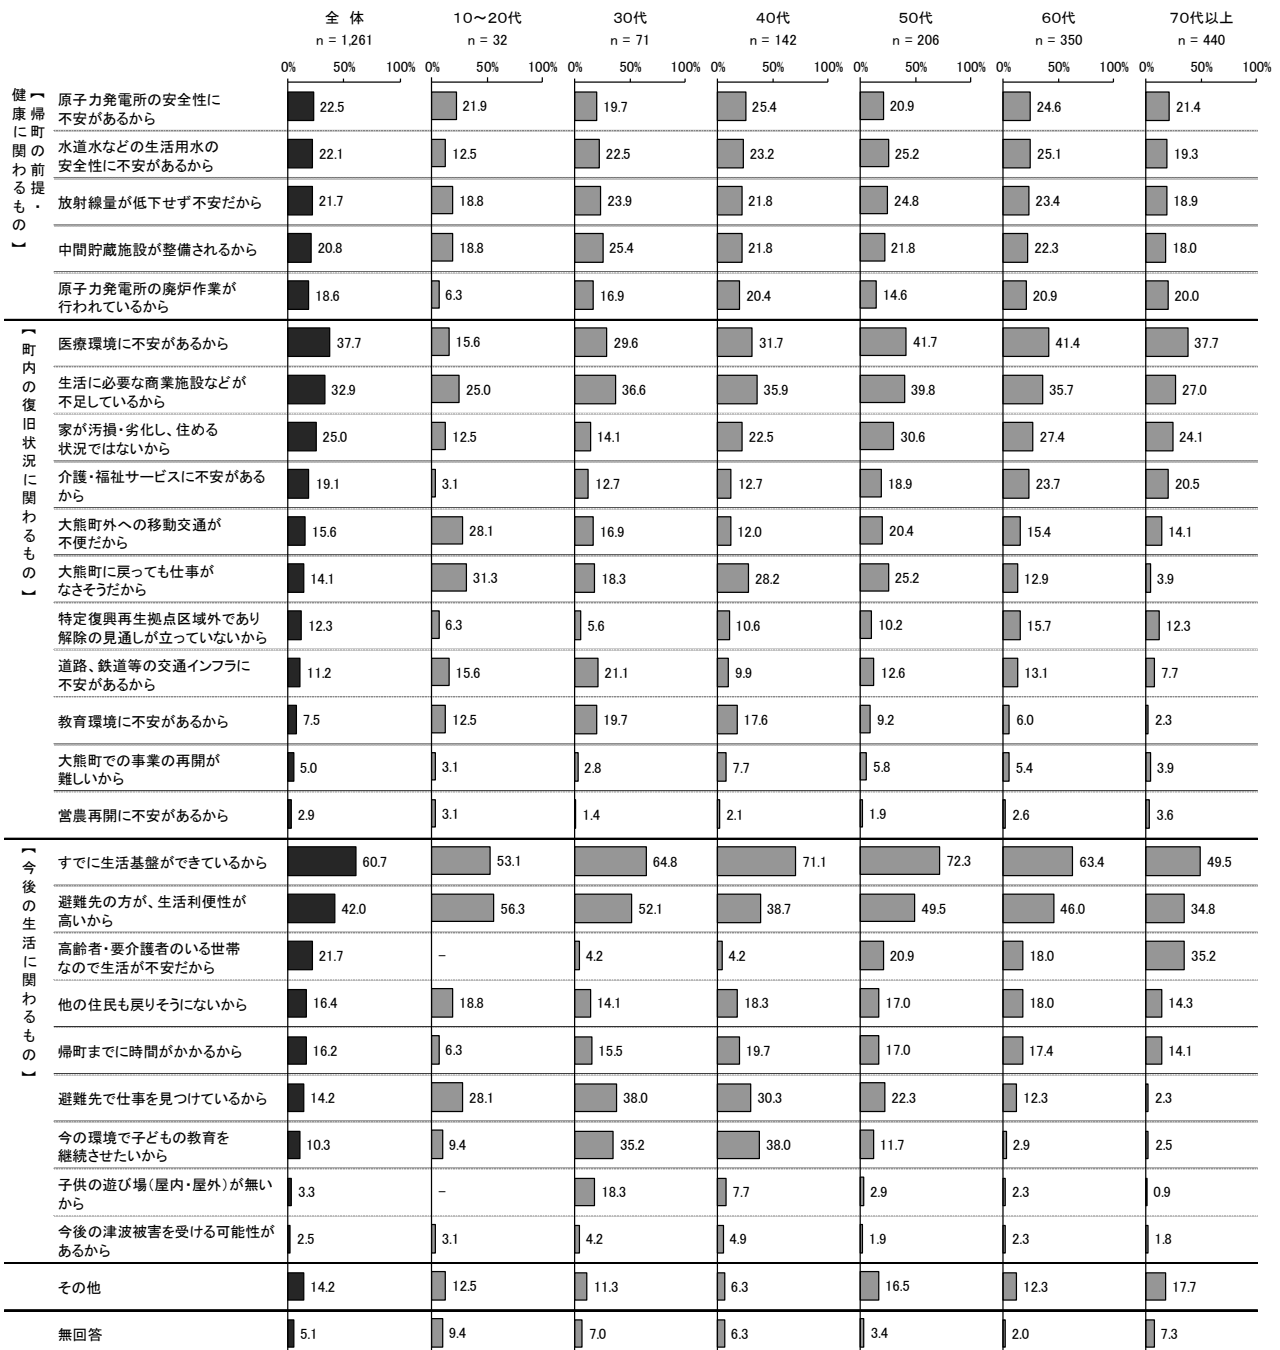 全 体 10～20代 30代 40代 50代 60代 70代以上
n = 1,261 n = 32 n = 71 n = 142 n = 206 n = 350 n = 440
0% 50% 100% 0% 50% 100% 0% 50% 100% 0% 50% 100% 0% 50% 100% 0% 50% 100% 0% 50% 100%
【帰町の前提・
健康に関わるもの】
原子力発電所の安全性に
不安があるから
22.5 21.9 19.7 25.4 20.9 24.6 21.4
水道水などの生活用水の
安全性に不安があるから
22.1 12.5 22.5 23.2 25.2 25.1 19.3
放射線量が低下せず不安だから
21.7 18.8 23.9 21.8 24.8 23.4 18.9
中間貯蔵施設が整備されるから
20.8 18.8 25.4 21.8 21.8 22.3 18.0
原子力発電所の廃炉作業が
行われているから
18.6 6.3 16.9 20.4 14.6 20.9 20.0
【町内の復旧状況に関わるもの】
医療環境に不安があるから
37.7 15.6 29.6 31.7 41.7 41.4 37.7
生活に必要な商業施設などが
不足しているから
32.9 25.0 36.6 35.9 39.8 35.7 27.0
家が汚損・劣化し、住める
状況ではないから
25.0 12.5 14.1 22.5 30.6 27.4 24.1
介護・福祉サービスに不安がある
から
19.1 3.1 12.7 12.7 18.9 23.7 20.5
大熊町外への移動交通が
不便だから
15.6 28.1 16.9 12.0 20.4 15.4 14.1
大熊町に戻っても仕事が
なさそうだから
14.1 31.3 18.3 28.2 25.2 12.9 3.9
特定復興再生拠点区域外であり
解除の見通しが立っていないから
12.3 6.3 5.6 10.6 10.2 15.7 12.3
道路、鉄道等の交通インフラに
不安があるから
11.2 15.6 21.1 9.9 12.6 13.1 7.7
教育環境に不安があるから
7.5 12.5 19.7 17.6 9.2 6.0 2.3
大熊町での事業の再開が
難しいから
5.0 3.1 2.8 7.7 5.8 5.4 3.9
営農再開に不安があるから
2.9 3.1 1.4 2.1 1.9 2.6 3.6
【今後の生活に関わるもの】
すでに生活基盤ができているから
60.7 53.1 64.8 71.1 72.3 63.4 49.5
避難先の方が、生活利便性が
高いから
42.0 56.3 52.1 38.7 49.5 46.0 34.8
高齢者・要介護者のいる世帯
なので生活が不安だから
21.7 － 4.2 4.2 20.9 18.0 35.2
他の住民も戻りそうにないから
16.4 18.8 14.1 18.3 17.0 18.0 14.3
帰町までに時間がかかるから
16.2 6.3 15.5 19.7 17.0 17.4 14.1
避難先で仕事を見つけているから
14.2 28.1 38.0 30.3 22.3 12.3 2.3
今の環境で子どもの教育を
継続させたいから
10.3 9.4 35.2 38.0 11.7 2.9 2.5
子供の遊び場（屋内・屋外）が無い
から
3.3 － 18.3 7.7 2.9 2.3 0.9
今後の津波被害を受ける可能性が
あるから
2.5 3.1 4.2 4.9 1.9 2.3 1.8
その他
14.2 12.5 11.3 6.3 16.5 12.3 17.7
無回答
5.1 9.4 7.0 6.3 3.4 2.0 7.3